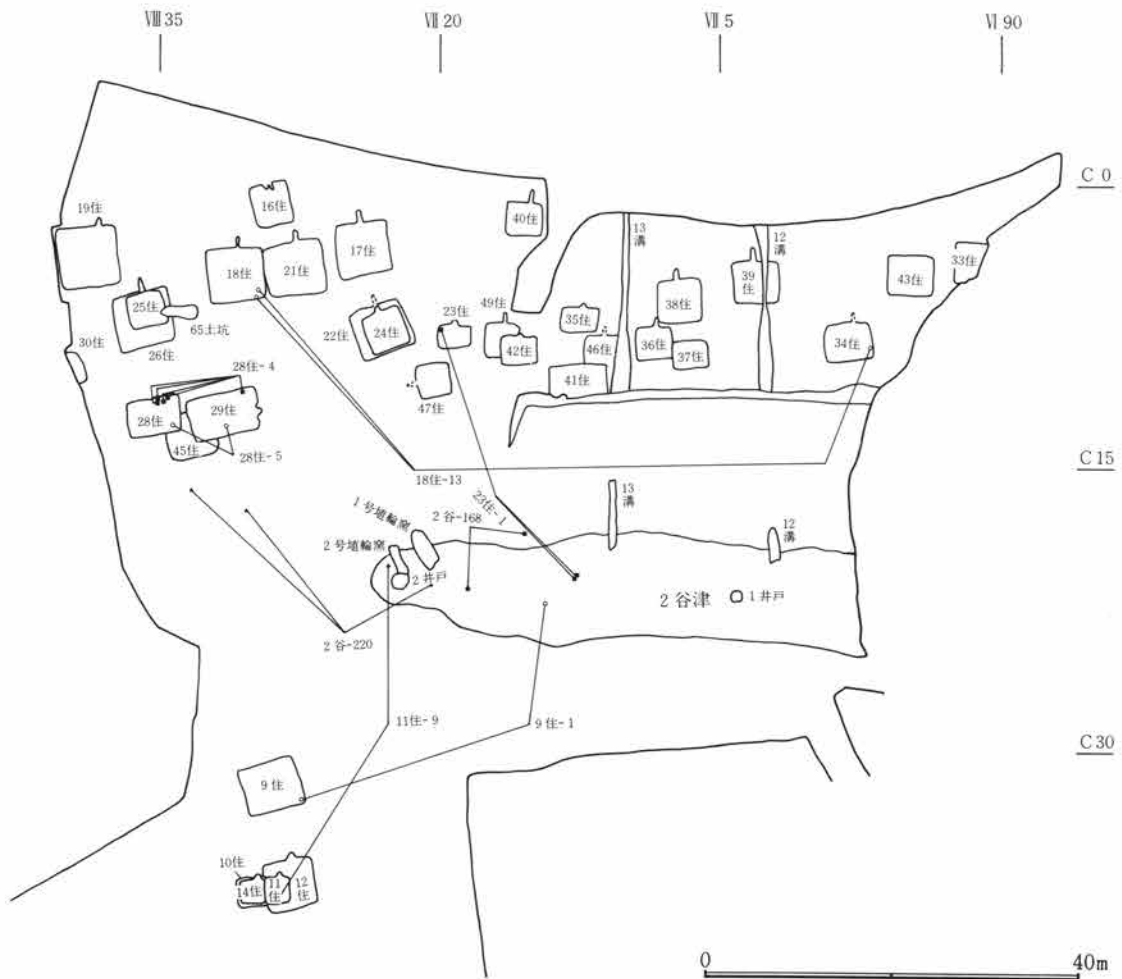 Ⅷ35
Ⅶ20
Ⅶ5
Ⅵ90
C 0
19住
16住
40住
13溝
12溝
33住
17住
18住
21住
39住
43住
25住
38住
65土坑
26住
30住
22住
24住
23住
49住
42住
35住
46住
36住
37住
34住
41住
47住
28住-4
28住
29住
45住
28住-5
18住-13
C15
23住-1
13溝
12溝
2谷-168
1号埴輪窯
2号埴輪窯
2井戸
2谷津
1井戸
2谷-220
11住-9
9住-1
C30
9住
10住
14住
11住
12住
0
40m